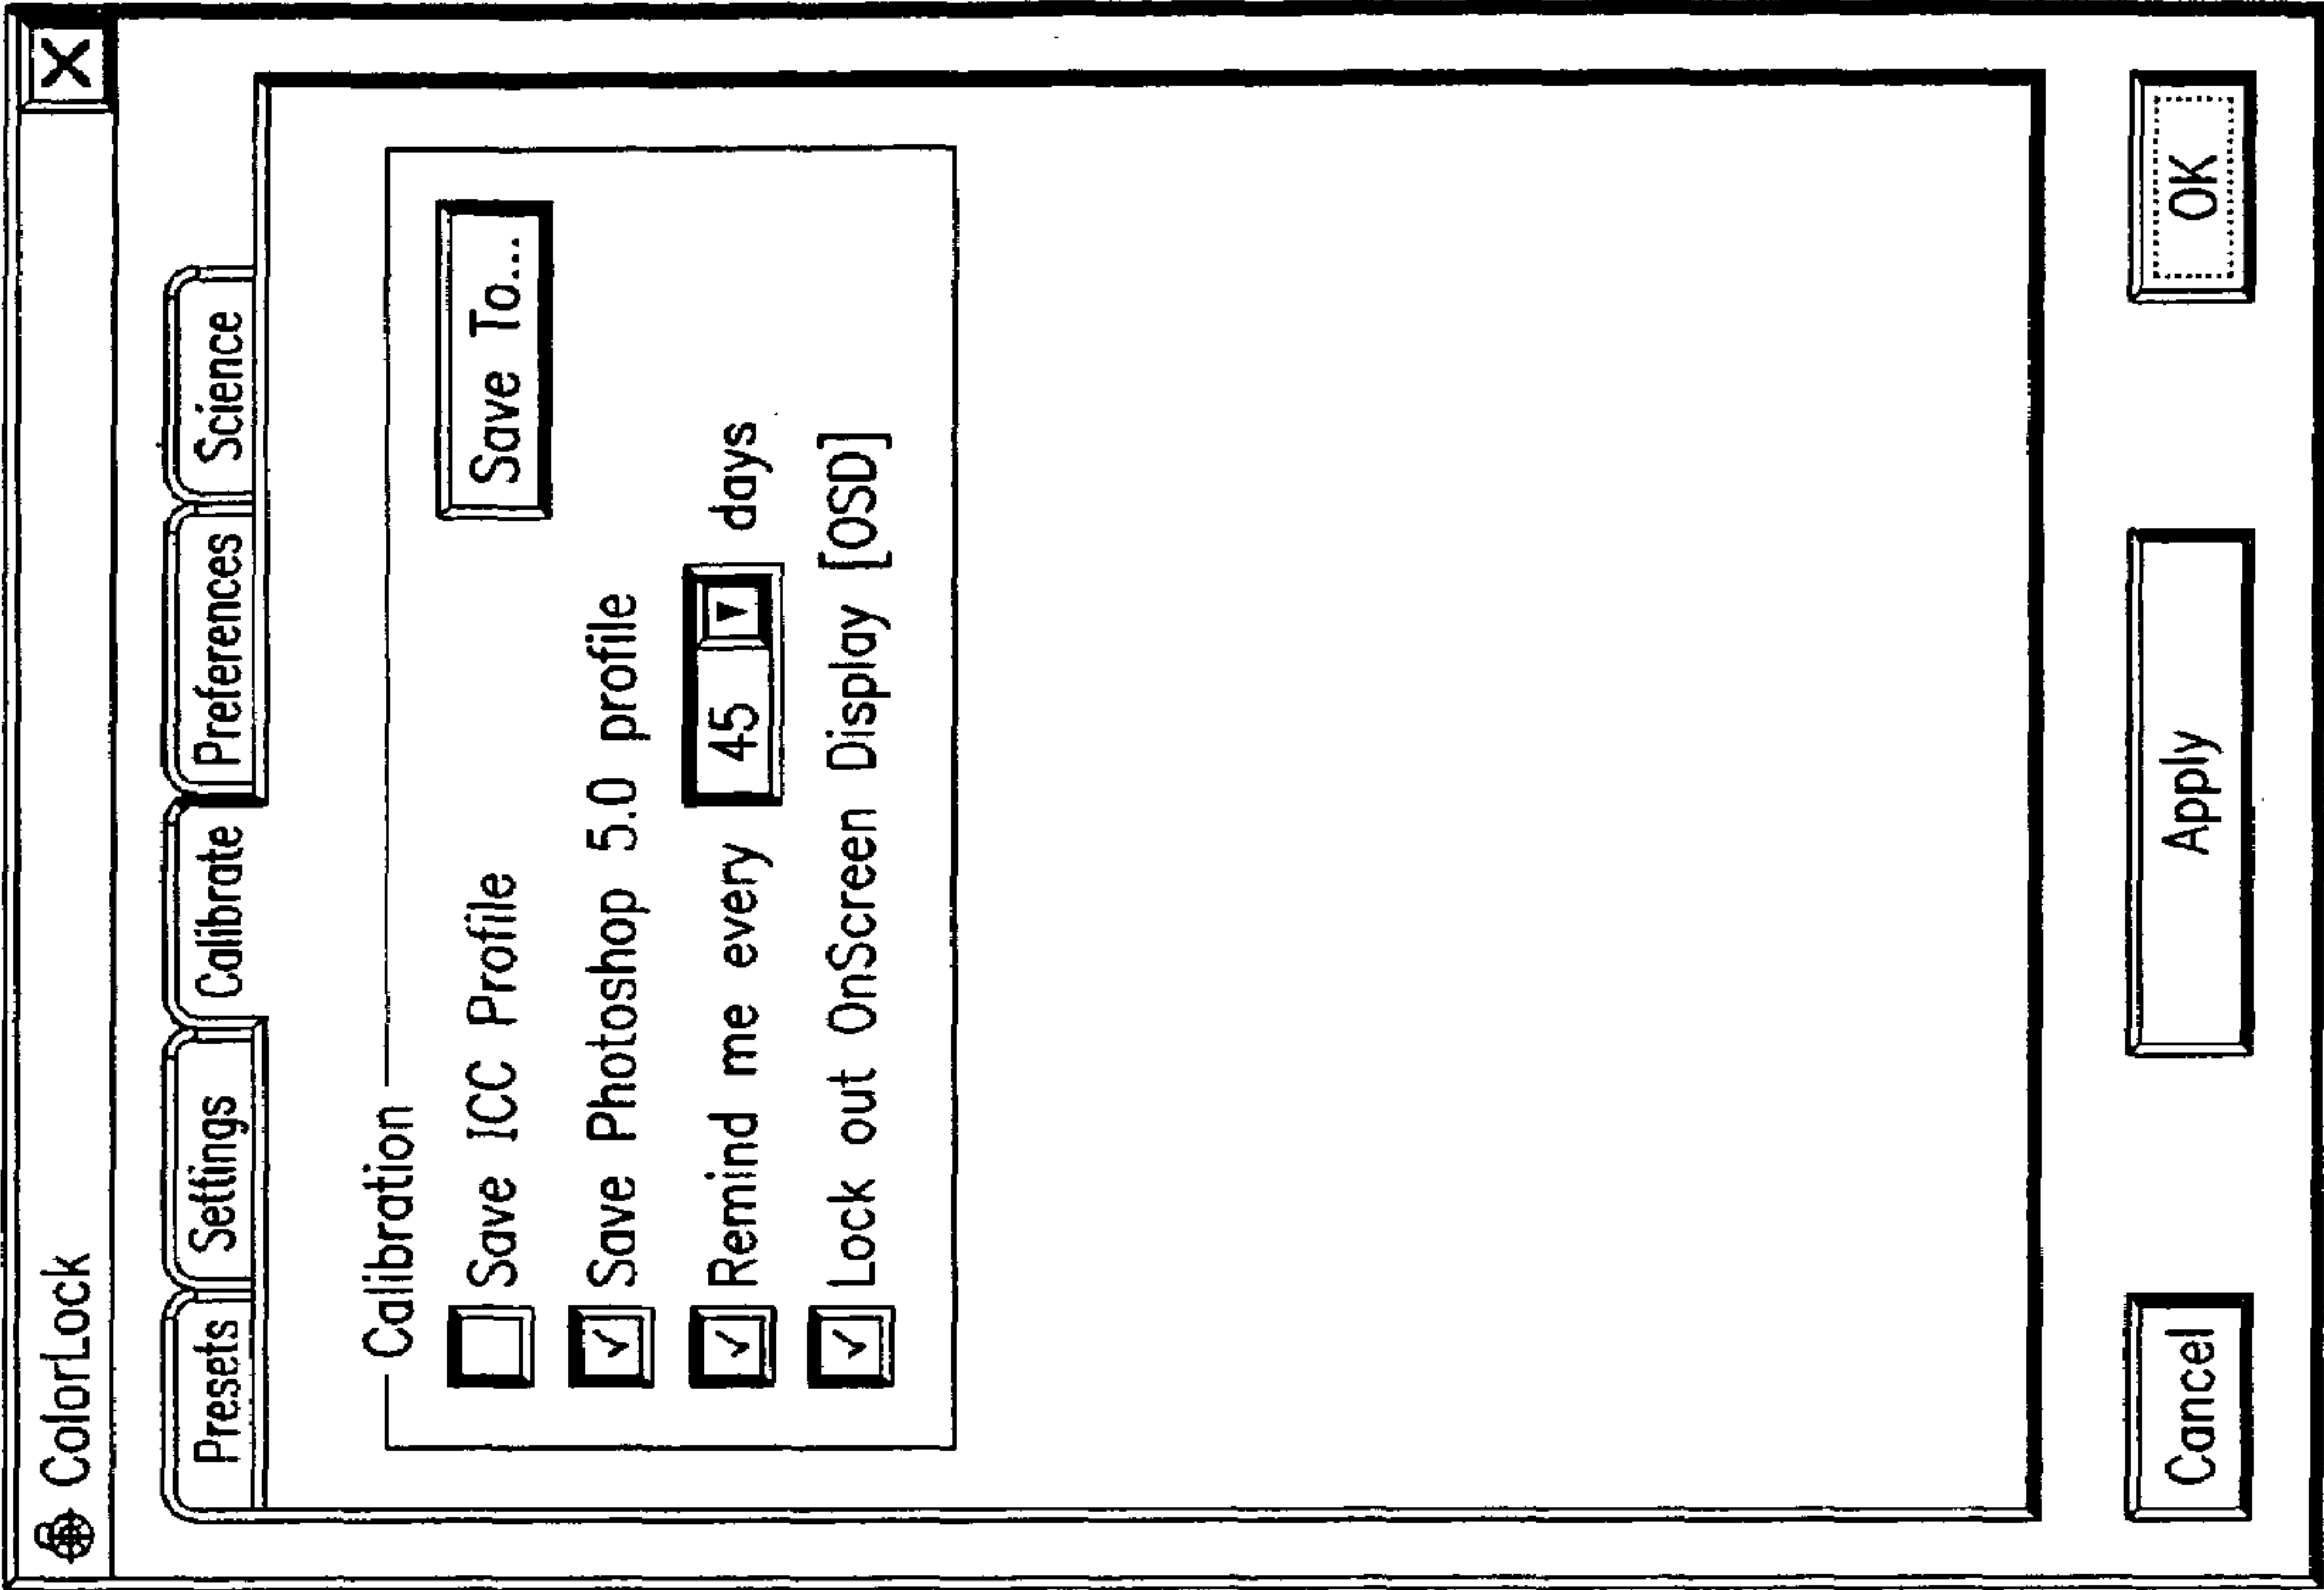 ColorLock
Presets Settings Calibrate Preferences Science
Calibration
Save ICC Profile Save To...
Save Photoshop 5.0 profile
Remind me every 45 days
Lock out OnScreen Display [OSD]
Cancel Apply OK